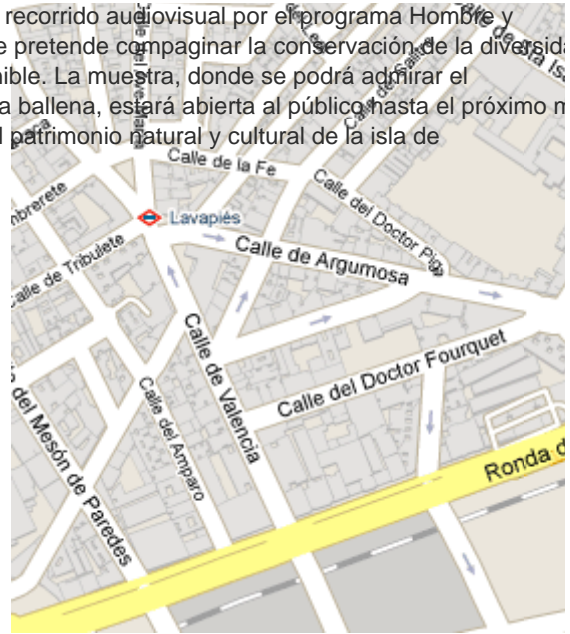 recorrido audiovisual por el programa Hombre y
e pretende compaginar la conservación de la diversida
nible. La muestra, donde se podrá admirar el
a ballena, estará abierta al público hasta el próximo m
l patrimonio natural y cultural de la isla de
Calle de la Fe
Calle del Doctor Piga
mbrerete
Lavapiés
Calle de Tribulete
Calle de Argumosa
Calle de Valencia
Calle del Doctor Fourquet
Calle del Amparo
del Mesón de Paredes
Ronda d